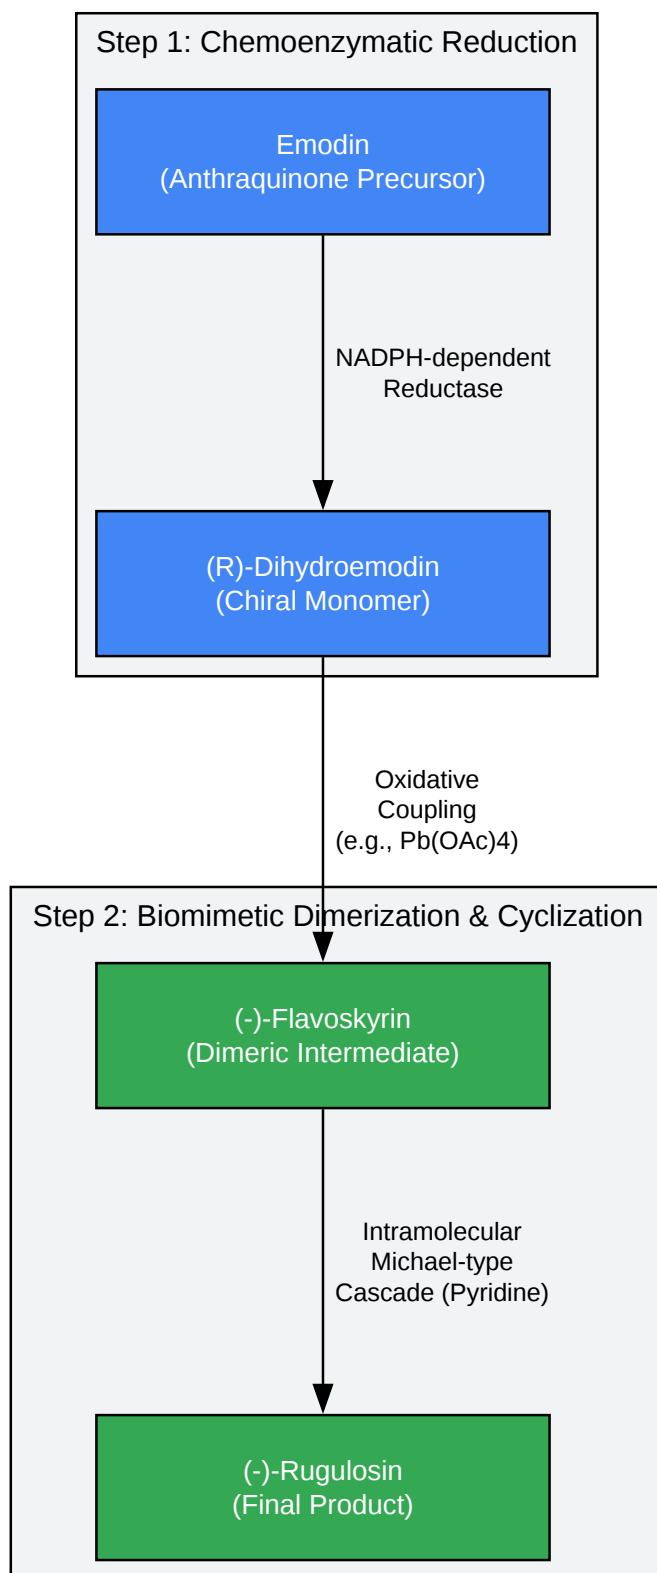 Step 1: Chemoenzymatic Reduction
Emodin
(Anthraquinone Precursor)
NADPH-dependent
Reductase
(R)-Dihydroemodin
(Chiral Monomer)
Oxidative
Coupling
(e.g., Pb(OAc)4)
Step 2: Biomimetic Dimerization & Cyclization
(-)-Flavoskyrin
(Dimeric Intermediate)
Intramolecular
Michael-type
Cascade (Pyridine)
(-)-Rugulosin
(Final Product)